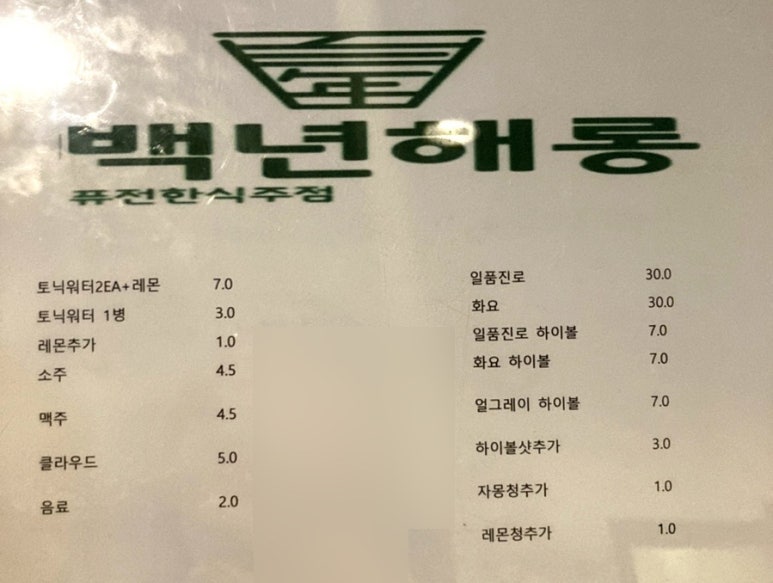 百年
백년해롱
퓨전한식주점
토닉워터2EA+레몬 7.0
토닉워터 1병 3.0
레몬추가 1.0
소주 4.5
맥주 4.5
클라우드 5.0
음료 2.0
일품진로 30.0
화요 30.0
일품진로 하이볼 7.0
화요 하이볼 7.0
얼그레이 하이볼 7.0
하이볼샷추가 3.0
자몽청추가 1.0
레몬청추가 1.0